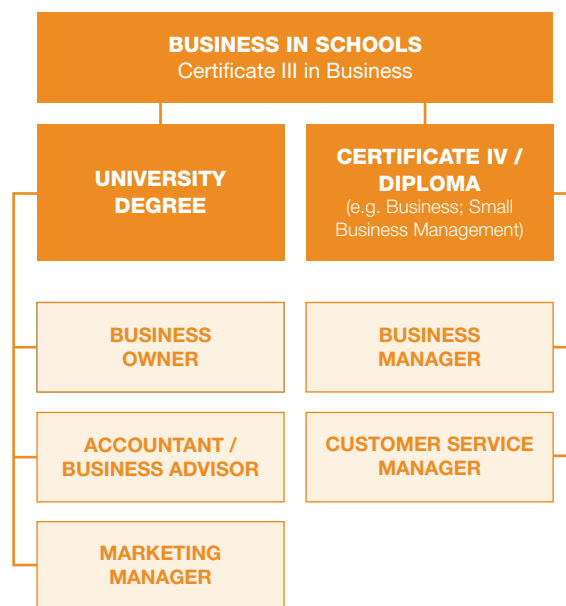 BUSINESS IN SCHOOLS
Certificate III in Business
UNIVERSITY
DEGREE
CERTIFICATE IV /
DIPLOMA
(e.g. Business; Small
Business Management)
BUSINESS
OWNER
BUSINESS
MANAGER
ACCOUNTANT /
BUSINESS ADVISOR
CUSTOMER SERVICE
MANAGER
MARKETING
MANAGER